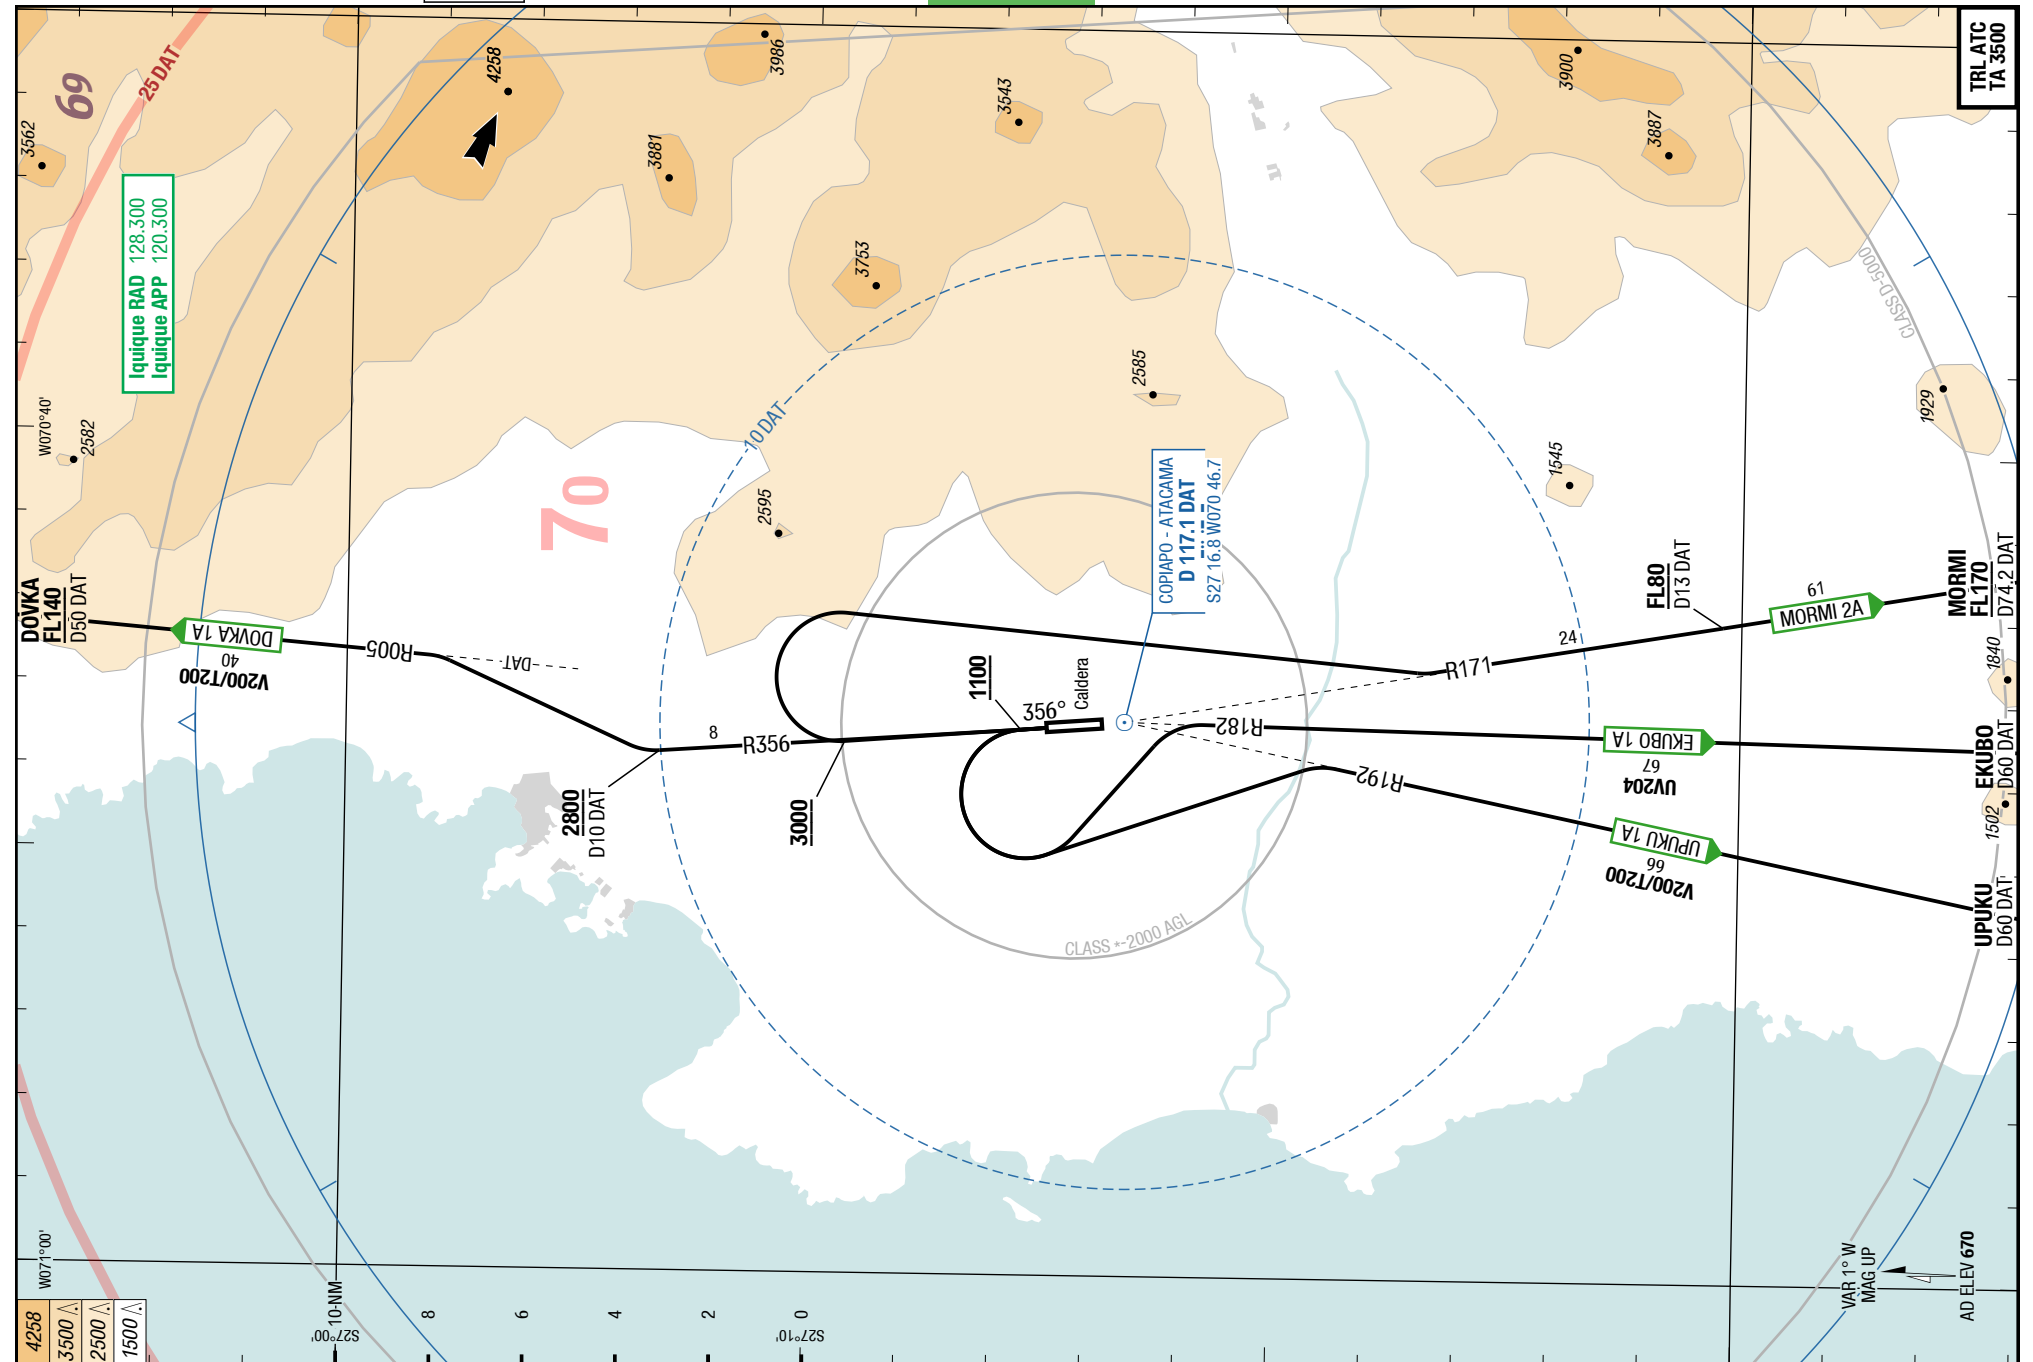 TRL ATC
TA 3500
3562
69
25 DAT
4258
3986
3881
3543
3753
3900
3887
Iquique RAD 128.300
Iquique APP 120.300
W070°40'
2582
2585
10 DAT
70
2595
CLASS D-5000
1929
1545
COPIAPO - ATACAMA
D 117.1 DAT
S27 16.8 W070 46.7
DOVKA
FL140
D50 DAT
DOVKA 1A
40
V200/T200
R005
DAT
8
R356
2800
D10 DAT
3000
1100
356°
Caldera
FL80
D13 DAT
R171
24
61
MORMI 2A
MORMI
FL170
D74.2 DAT
1840
R182
EKUBO 1A
67
UV204
EKUBO
D60 DAT
1502
R192
UPUKU 1A
66
V200/T200
UPUKU
D60 DAT
CLASS *-2000 AGL
W071°00'
4258
3500
2500
1500
10 NM
8
6
4
2
0
S27°00'
S27°10'
VAR 1° W
MAG UP
AD ELEV 670